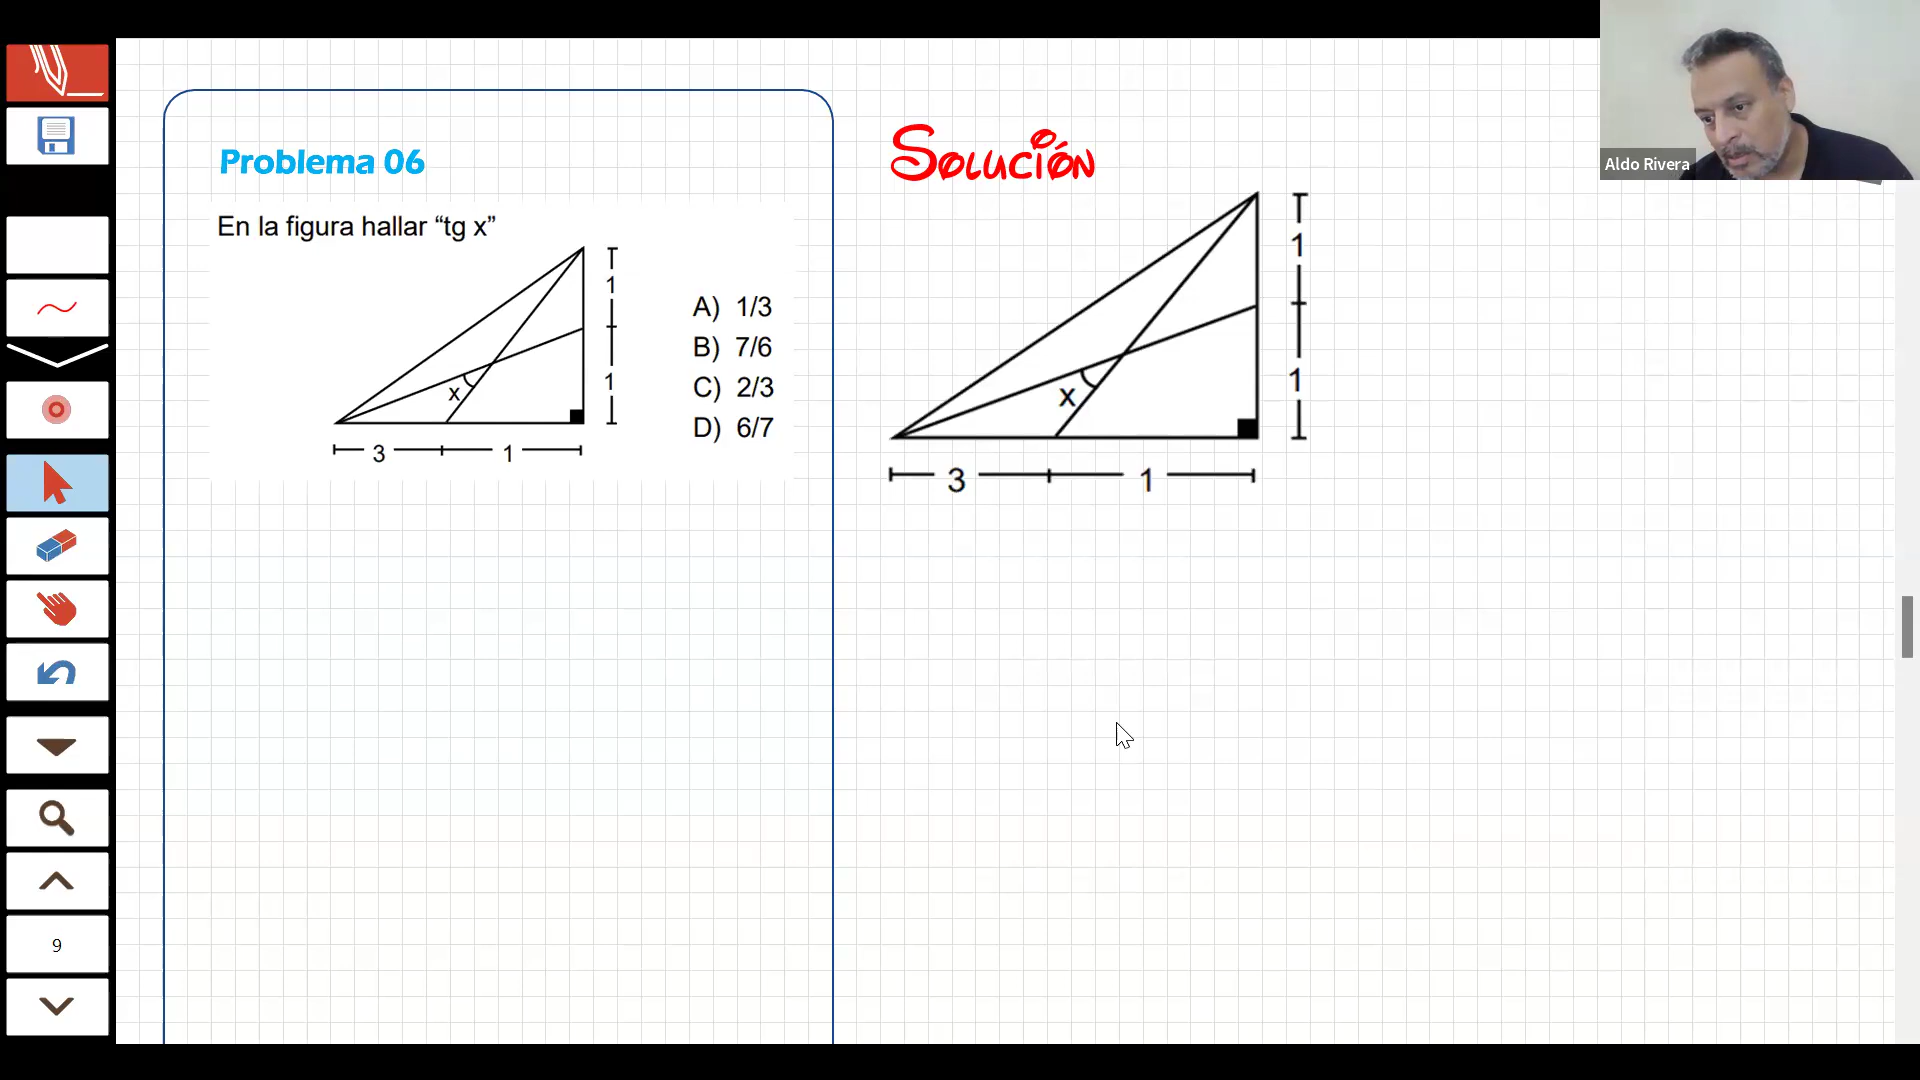 Problema 06
En la figura hallar “tg x”
1
1
x
3
1
A) 1/3
B) 7/6
C) 2/3
D) 6/7
Solución
1
1
x
3
1
Aldo Rivera
9